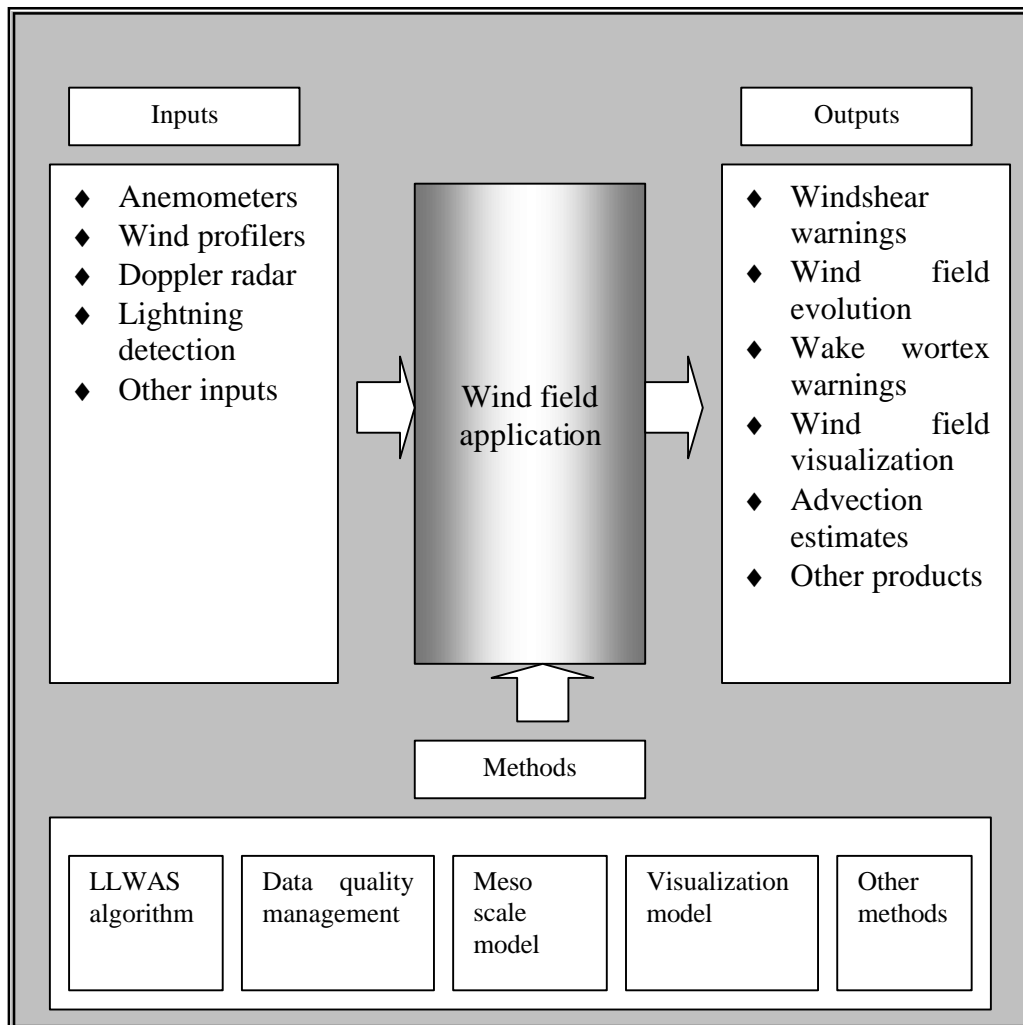 Inputs
♦ Anemometers
♦ Wind profilers
♦ Doppler radar
♦ Lightning
detection
♦ Other inputs
Wind field
application
Outputs
♦ Windshear
warnings
♦ Wind field
evolution
♦ Wake wortex
warnings
♦ Wind field
visualization
♦ Advection
estimates
♦ Other products
Methods
LLWAS
algorithm
Data quality
management
Meso
scale
model
Visualization
model
Other
methods